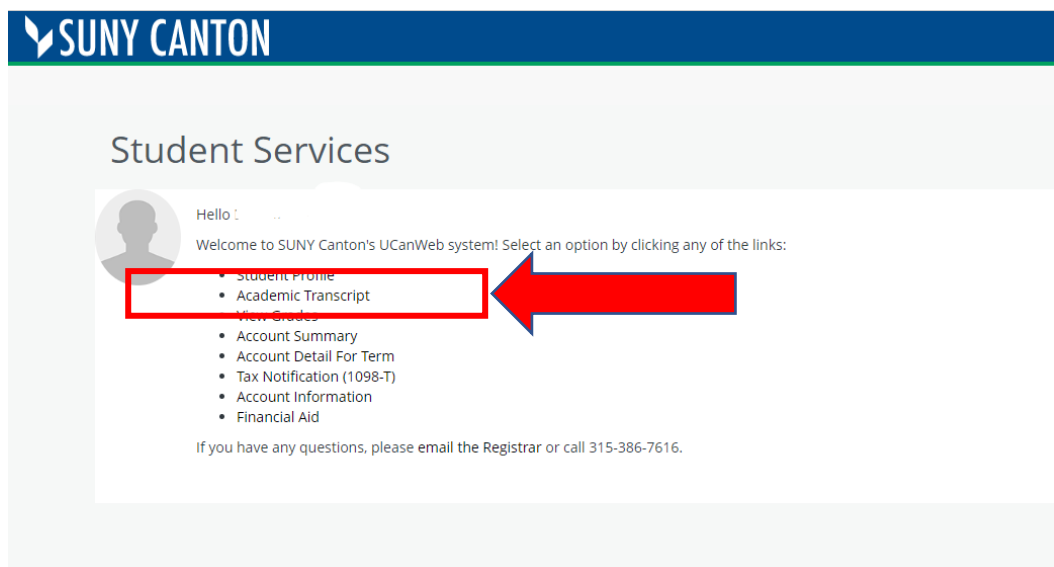 SUNY CANTON
Student Services
Hello
Welcome to SUNY Canton's UCanWeb system! Select an option by clicking any of the links:
• Student Profile
• Academic Transcript
• View Grades
• Account Summary
• Account Detail For Term
• Tax Notification (1098-T)
• Account Information
• Financial Aid
If you have any questions, please email the Registrar or call 315-386-7616.